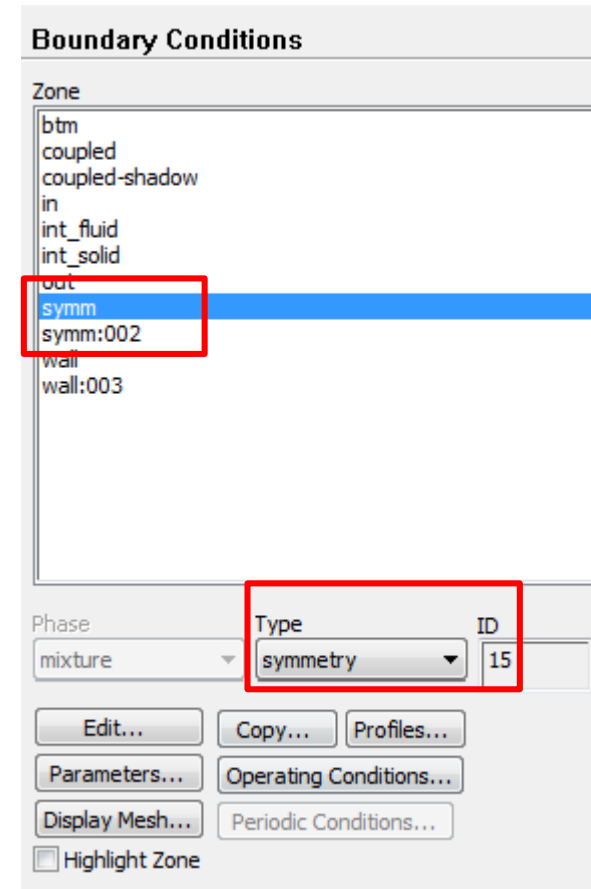 Boundary Conditions
Zone
btm
coupled
coupled-shadow
in
int_fluid
int_solid
out
symm
symm:002
wall
wall:003
Phase Type ID
mixture symmetry 15
Edit... Copy... Profiles...
Parameters... Operating Conditions...
Display Mesh... Periodic Conditions...
Highlight Zone